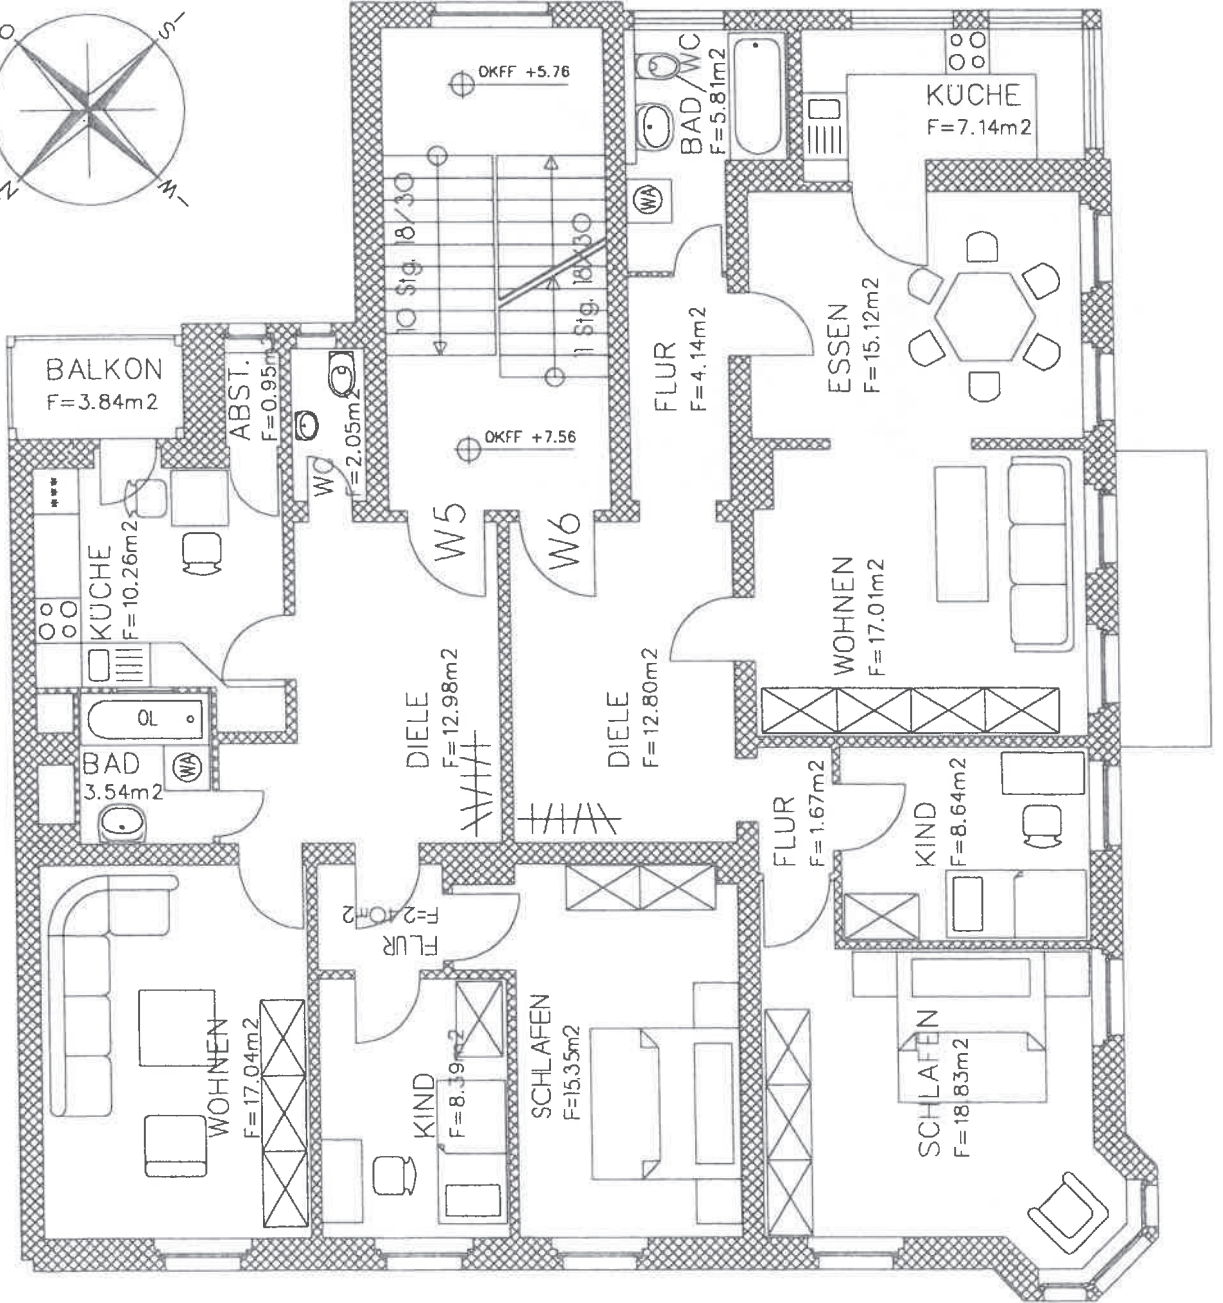 O
S
N
W
OKFF +5.76
10 Stg. 18/30
1 Stg. 18/30
OKFF +7.56
BAD/WC
F=5.81m2
WA
KÜCHE
F=7.14m2
ESSEN
F=15.12m2
FLUR
F=4.14m2
BALKON
F=3.84m2
ABST.
F=0.95m
WC
F=2.05m2
W5
W6
KÜCHE
F=10.26m2
WOHNEN
F=17.01m2
DIELE
F=12.98m2
DIELE
F=12.80m2
OL
BAD
3.54m2
WA
FLUR
F=1.67m2
KIND
F=8.64m2
FLUR
F=2.40m2
WOHNEN
F=17.04m2
KIND
F=8.39m2
SCHLAFEN
F=15.35m2
SCHLAFEN
F=18.83m2